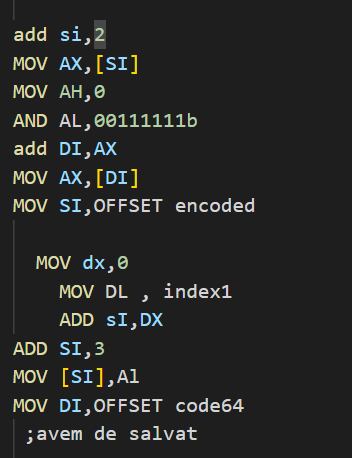 add si,2
MOV AX,[SI]
MOV AH,0
AND AL,00111111b
add DI,AX
MOV AX,[DI]
MOV SI,OFFSET encoded
MOV dx,0
MOV DL , index1
ADD sI,DX
ADD SI,3
MOV [SI],Al
MOV DI,OFFSET code64
;avem de salvat